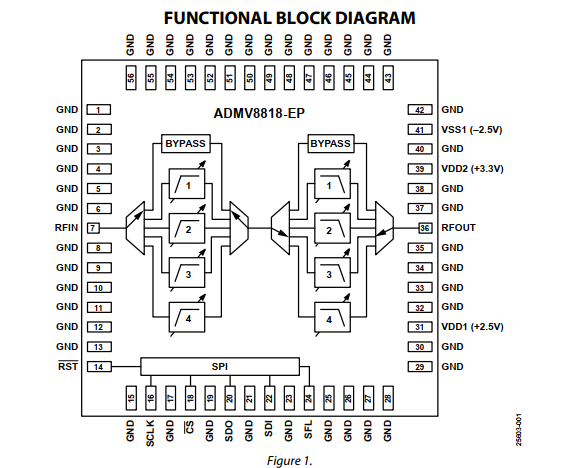 FUNCTIONAL BLOCK DIAGRAM
GND GND GND GND GND GND GND GND GND GND GND GND GND GND
56 55 54 53 52 51 50 49 48 47 46 45 44 43
ADMV8818-EP
GND 1
GND 2
GND 3
GND 4
GND 5
GND 6
RFIN 7
GND 8
GND 9
GND 10
GND 11
GND 12
GND 13
RST 14
BYPASS
1
2
3
4
BYPASS
1
2
3
4
42 GND
41 VSS1 (–2.5V)
40 GND
39 VDD2 (+3.3V)
38 GND
37 GND
36 RFOUT
35 GND
34 GND
33 GND
32 GND
31 VDD1 (+2.5V)
30 GND
29 GND
SPI
15 16 17 18 19 20 21 22 23 24 25 26 27 28
GND SCLK GND CS GND SDO GND SDI GND SFL GND GND GND GND
25603-001
Figure 1.